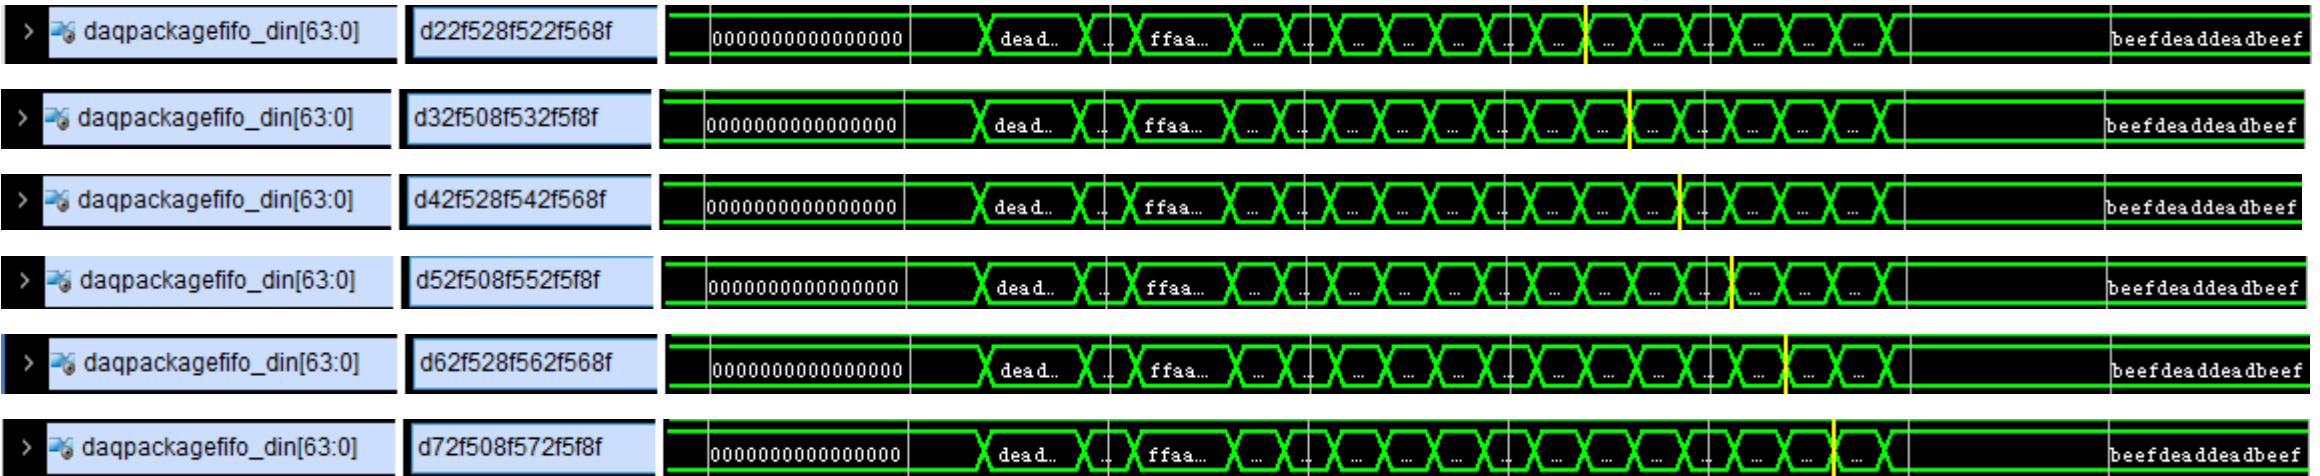 daqpackagefifo_din[63:0] d22f528f522f568f 0000000000000000 dead.. .. ffaa... ... .. ... ... ... .. ... ... ... .. ... ... ... beefdeaddeadbeef
daqpackagefifo_din[63:0] d32f508f532f5f8f 0000000000000000 dead.. .. ffaa... ... .. ... ... ... .. ... ... ... .. ... ... ... beefdeaddeadbeef
daqpackagefifo_din[63:0] d42f528f542f568f 0000000000000000 dead.. .. ffaa... ... .. ... ... ... .. ... ... ... .. ... ... ... beefdeaddeadbeef
daqpackagefifo_din[63:0] d52f508f552f5f8f 0000000000000000 dead.. .. ffaa... ... .. ... ... ... .. ... ... ... .. ... ... ... beefdeaddeadbeef
daqpackagefifo_din[63:0] d62f528f562f568f 0000000000000000 dead.. .. ffaa... ... .. ... ... ... .. ... ... ... .. ... ... ... beefdeaddeadbeef
daqpackagefifo_din[63:0] d72f508f572f5f8f 0000000000000000 dead.. .. ffaa... ... .. ... ... ... .. ... ... ... .. ... ... ... beefdeaddeadbeef